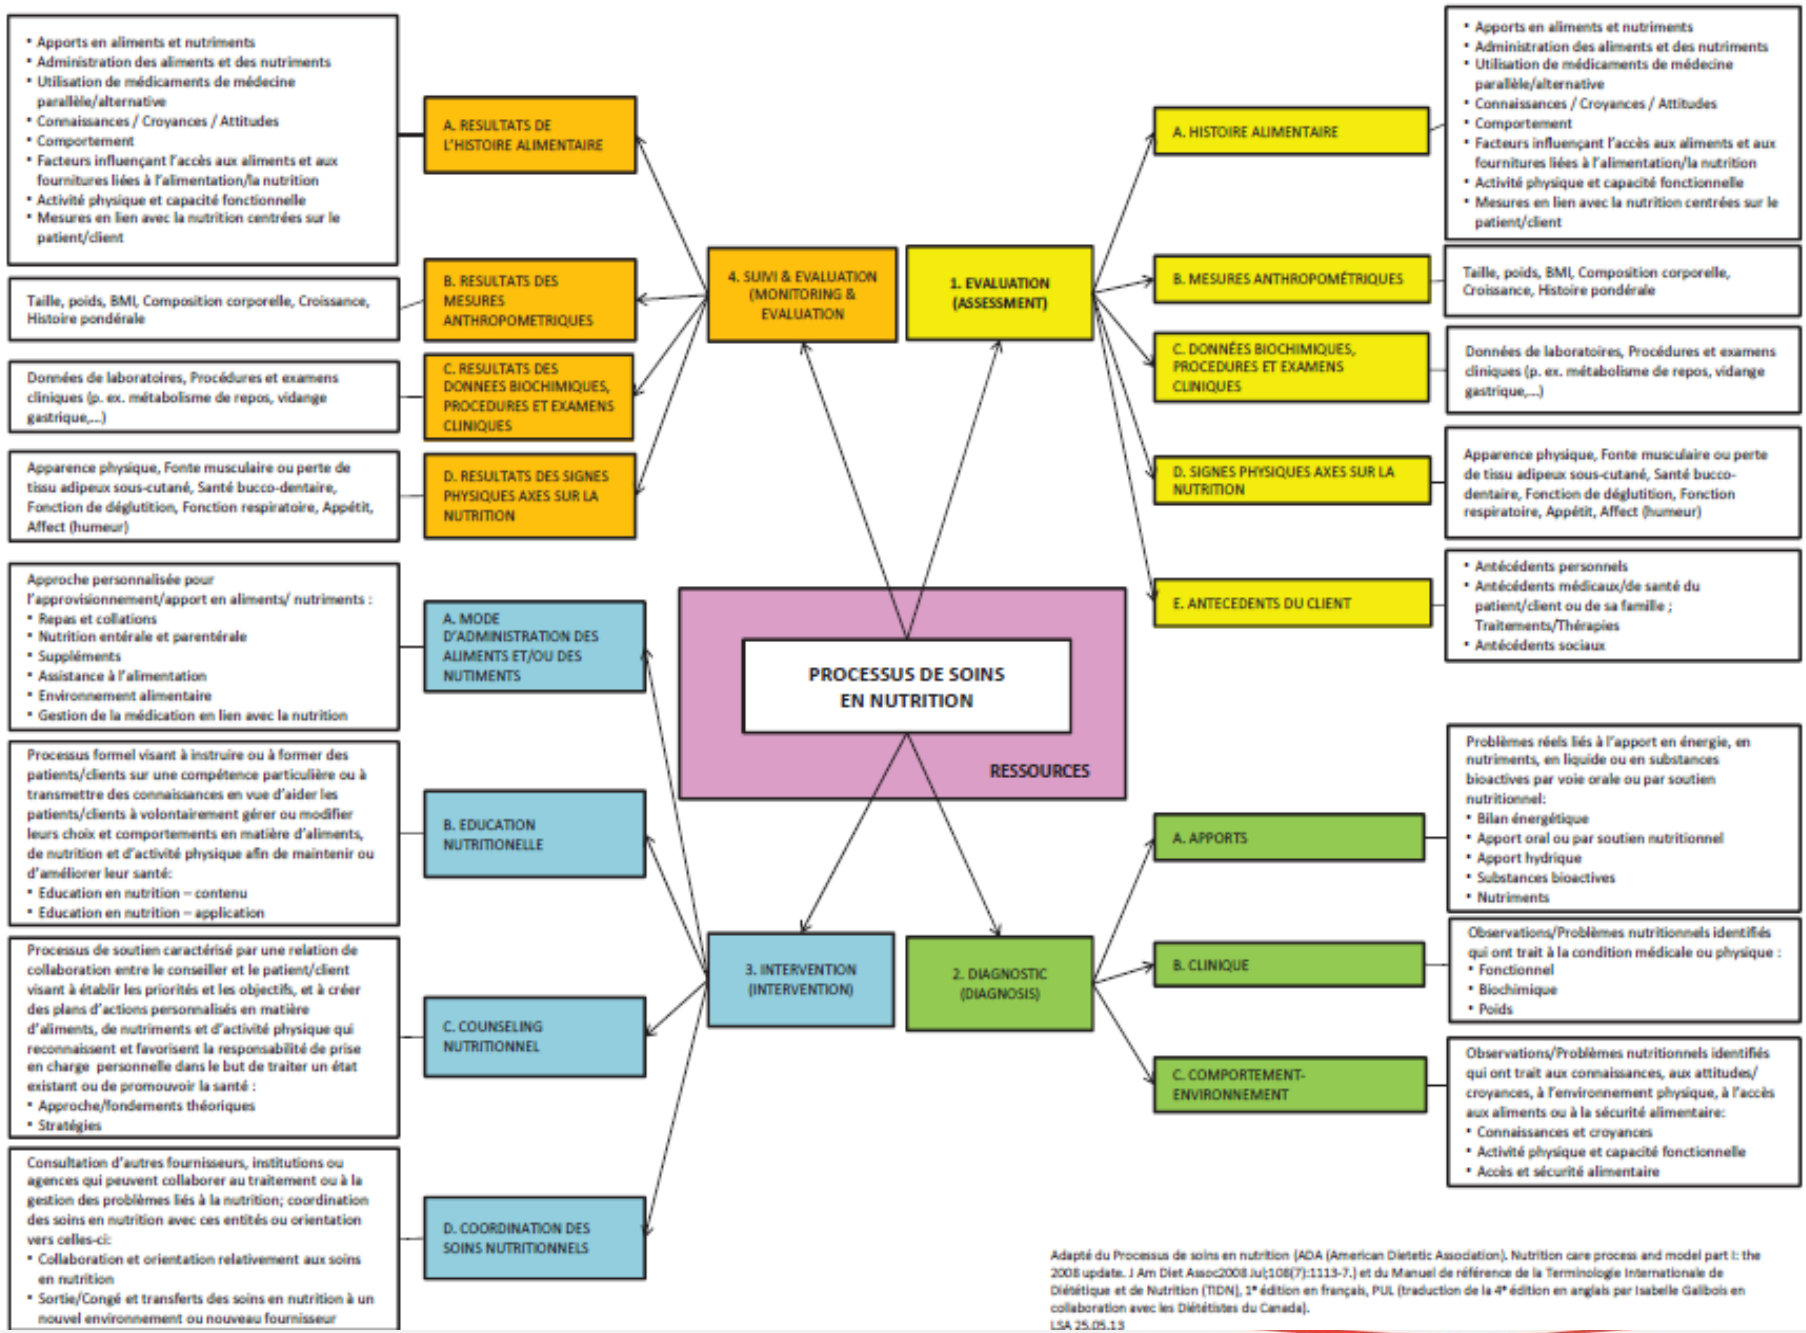 ▪ Apports en aliments et nutriments
▪ Administration des aliments et des nutriments
▪ Utilisation de médicaments de médecine
parallèle/alternative
▪ Connaissances / Croyances / Attitudes
▪ Comportement
▪ Facteurs influençant l'accès aux aliments et aux
fournitures liées à l'alimentation/la nutrition
▪ Activité physique et capacité fonctionnelle
▪ Mesures en lien avec la nutrition centrées sur le
patient/client
A. RESULTATS DE
L'HISTOIRE ALIMENTAIRE
Taille, poids, BMI, Composition corporelle, Croissance,
Histoire pondérale
B. RESULTATS DES
MESURES
ANTHROPOMETRIQUES
Données de laboratoires, Procédures et examens
cliniques (p. ex. métabolisme de repos, vidange
gastrique,...)
C. RESULTATS DES
DONNEES BIOCHIMIQUES,
PROCEDURES ET EXAMENS
CLINIQUES
Apparence physique, Fonte musculaire ou perte de
tissu adipeux sous-cutané, Santé bucco-dentaire,
Fonction de déglutition, Fonction respiratoire, Appétit,
Affect (humeur)
D. RESULTATS DES SIGNES
PHYSIQUES AXES SUR LA
NUTRITION
4. SUIVI & EVALUATION
(MONITORING &
EVALUATION
1. EVALUATION
(ASSESSMENT)
A. HISTOIRE ALIMENTAIRE
▪ Apports en aliments et nutriments
▪ Administration des aliments et des nutriments
▪ Utilisation de médicaments de médecine
parallèle/alternative
▪ Connaissances / Croyances / Attitudes
▪ Comportement
▪ Facteurs influençant l'accès aux aliments et aux
fournitures liées à l'alimentation/la nutrition
▪ Activité physique et capacité fonctionnelle
▪ Mesures en lien avec la nutrition centrées sur le
patient/client
B. MESURES ANTHROPOMÉTRIQUES
Taille, poids, BMI, Composition corporelle,
Croissance, Histoire pondérale
C. DONNÉES BIOCHIMIQUES,
PROCEDURES ET EXAMENS
CLINIQUES
Données de laboratoires, Procédures et examens
cliniques (p. ex. métabolisme de repos, vidange
gastrique,...)
D. SIGNES PHYSIQUES AXES SUR LA
NUTRITION
Apparence physique, Fonte musculaire ou perte
de tissu adipeux sous-cutané, Santé bucco-
dentaire, Fonction de déglutition, Fonction
respiratoire, Appétit, Affect (humeur)
E. ANTECEDENTS DU CLIENT
▪ Antécédents personnels
▪ Antécédents médicaux/de santé du
patient/client ou de sa famille ;
Traitements/Thérapies
▪ Antécédents sociaux
PROCESSUS DE SOINS
EN NUTRITION
RESSOURCES
Approche personnalisée pour
l'approvisionnement/apport en aliments/ nutriments :
▪ Repas et collations
▪ Nutrition entérale et parentérale
▪ Suppléments
▪ Assistance à l'alimentation
▪ Environnement alimentaire
▪ Gestion de la médication en lien avec la nutrition
A. MODE
D'ADMINISTRATION DES
ALIMENTS ET/OU DES
NUTIMENTS
Processus formel visant à instruire ou à former des
patients/clients sur une compétence particulière ou à
transmettre des connaissances en vue d'aider les
patients/clients à volontairement gérer ou modifier
leurs choix et comportements en matière d'aliments,
de nutrition et d'activité physique afin de maintenir ou
d'améliorer leur santé:
▪ Education en nutrition – contenu
▪ Education en nutrition – application
B. EDUCATION
NUTRITIONELLE
Processus de soutien caractérisé par une relation de
collaboration entre le conseiller et le patient/client
visant à établir les priorités et les objectifs, et à créer
des plans d'actions personnalisés en matière
d'aliments, de nutriments et d'activité physique qui
reconnaissent et favorisent la responsabilité de prise
en charge personnelle dans le but de traiter un état
existant ou de promouvoir la santé :
▪ Approche/fondements théoriques
▪ Stratégies
C. COUNSELING
NUTRITIONNEL
Consultation d'autres fournisseurs, institutions ou
agences qui peuvent collaborer au traitement ou à la
gestion des problèmes liés à la nutrition; coordination
des soins en nutrition avec ces entités ou orientation
vers celles-ci:
▪ Collaboration et orientation relativement aux soins
en nutrition
▪ Sortie/Congé et transferts des soins en nutrition à un
nouvel environnement ou nouveau fournisseur
D. COORDINATION DES
SOINS NUTRITIONNELS
3. INTERVENTION
(INTERVENTION)
2. DIAGNOSTIC
(DIAGNOSIS)
A. APPORTS
Problèmes réels liés à l'apport en énergie, en
nutriments, en liquide ou en substances
bioactives par voie orale ou par soutien
nutritionnel:
▪ Bilan énergétique
▪ Apport oral ou par soutien nutritionnel
▪ Apport hydrique
▪ Substances bioactives
▪ Nutriments
B. CLINIQUE
Observations/Problèmes nutritionnels identifiés
qui ont trait à la condition médicale ou physique :
▪ Fonctionnel
▪ Biochimique
▪ Poids
C. COMPORTEMENT-
ENVIRONNEMENT
Observations/Problèmes nutritionnels identifiés
qui ont trait aux connaissances, aux attitudes/
croyances, à l'environnement physique, à l'accès
aux aliments ou à la sécurité alimentaire:
▪ Connaissances et croyances
▪ Activité physique et capacité fonctionnelle
▪ Accès et sécurité alimentaire
Adapté du Processus de soins en nutrition (ADA (American Dietetic Association). Nutrition care process and model part I: the
2008 update. J Am Diet Assoc2008 Jul;108(7):1113-7.) et du Manuel de référence de la Terminologie Internationale de
Diététique et de Nutrition (TIDN), 1ª édition en français, PUL (traduction de la 4ª édition en anglais par Isabelle Galibois en
collaboration avec les Diététistes du Canada).
LSA 25.05.13